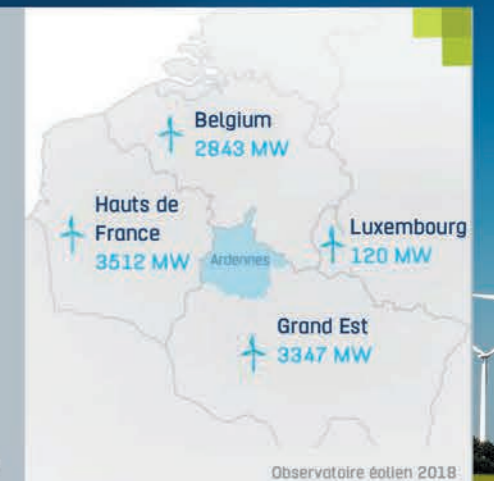 Belgium
2843 MW
Hauts de
France
3512 MW
Ardennes
Luxembourg
120 MW
Grand Est
3347 MW
Observatoire éolien 2018